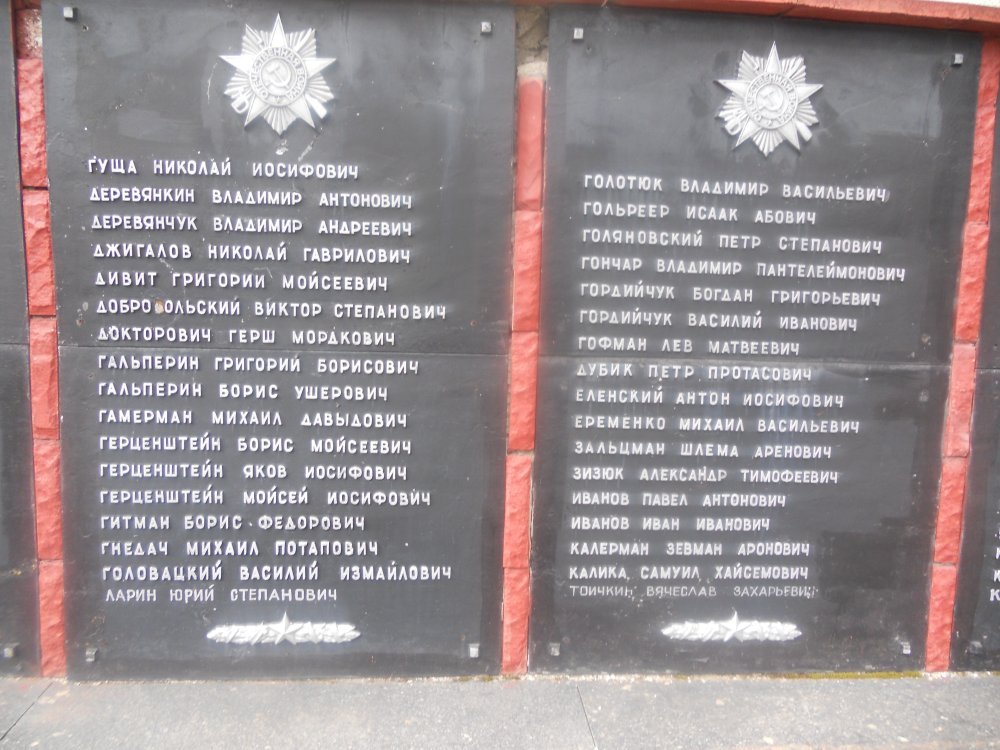 ГУЩА НИКОЛАЙ ИОСИФОВИЧ
ДЕРЕВЯНКИН ВЛАДИМИР АНТОНОВИЧ
ДЕРЕВЯНЧУК ВЛАДИМИР АНДРЕЕВИЧ
ДЖИГАЛОВ НИКОЛАЙ ГАВРИЛОВИЧ
ДИВИТ ГРИГОРИИ МОЙСЕЕВИЧ
ДОБРОВОЛЬСКИЙ ВИКТОР СТЕПАНОВИЧ
ДОКТОРОВИЧ ГЕРШ МОРДКОВИЧ
ГАЛЬПЕРИН ГРИГОРИЙ БОРИСОВИЧ
ГАЛЬПЕРИН БОРИС УШЕРОВИЧ
ГАМЕРМАН МИХАИЛ ДАВЫДОВИЧ
ГЕРЦЕНШТЕЙН БОРИС МОЙСЕЕВИЧ
ГЕРЦЕНШТЕЙН ЯКОВ ИОСИФОВИЧ
ГЕРЦЕНШТЕЙН МОЙСЕЙ ИОСИФОВИЧ
ГИТМАН БОРИС ФЕДОРОВИЧ
ГНЕДАЧ МИХАИЛ ПОТАПОВИЧ
ГОЛОВАЦКИЙ ВАСИЛИЙ ИЗМАЙЛОВИЧ
ЛАРИН ЮРИЙ СТЕПАНОВИЧ
ГОЛОТЮК ВЛАДИМИР ВАСИЛЬЕВИЧ
ГОЛЬРЕЕР ИСААК АБОВИЧ
ГОЛЯНОВСКИЙ ПЕТР СТЕПАНОВИЧ
ГОНЧАР ВЛАДИМИР ПАНТЕЛЕЙМОНОВИЧ
ГОРДИЙЧУК БОГДАН ГРИГОРЬЕВИЧ
ГОРДИЙЧУК ВАСИЛИЙ ИВАНОВИЧ
ГОФМАН ЛЕВ МАТВЕЕВИЧ
ДУБИК ПЕТР ПРОТАСОВИЧ
ЕЛЕНСКИЙ АНТОН ИОСИФОВИЧ
ЕРЕМЕНКО МИХАИЛ ВАСИЛЬЕВИЧ
ЗАЛЬЦМАН ШЛЕМА АРЕНОВИЧ
ЗИЗЮК АЛЕКСАНДР ТИМОФЕЕВИЧ
ИВАНОВ ПАВЕЛ АНТОНОВИЧ
ИВАНОВ ИВАН ИВАНОВИЧ
КАЛЕРМАН ЗЕВМАН АРОНОВИЧ
КАЛИКА САМУИЛ ХАЙСЕМОВИЧ
ТОИЧКИН ВЯЧЕСЛАВ ЗАХАРЬЕВИЧ